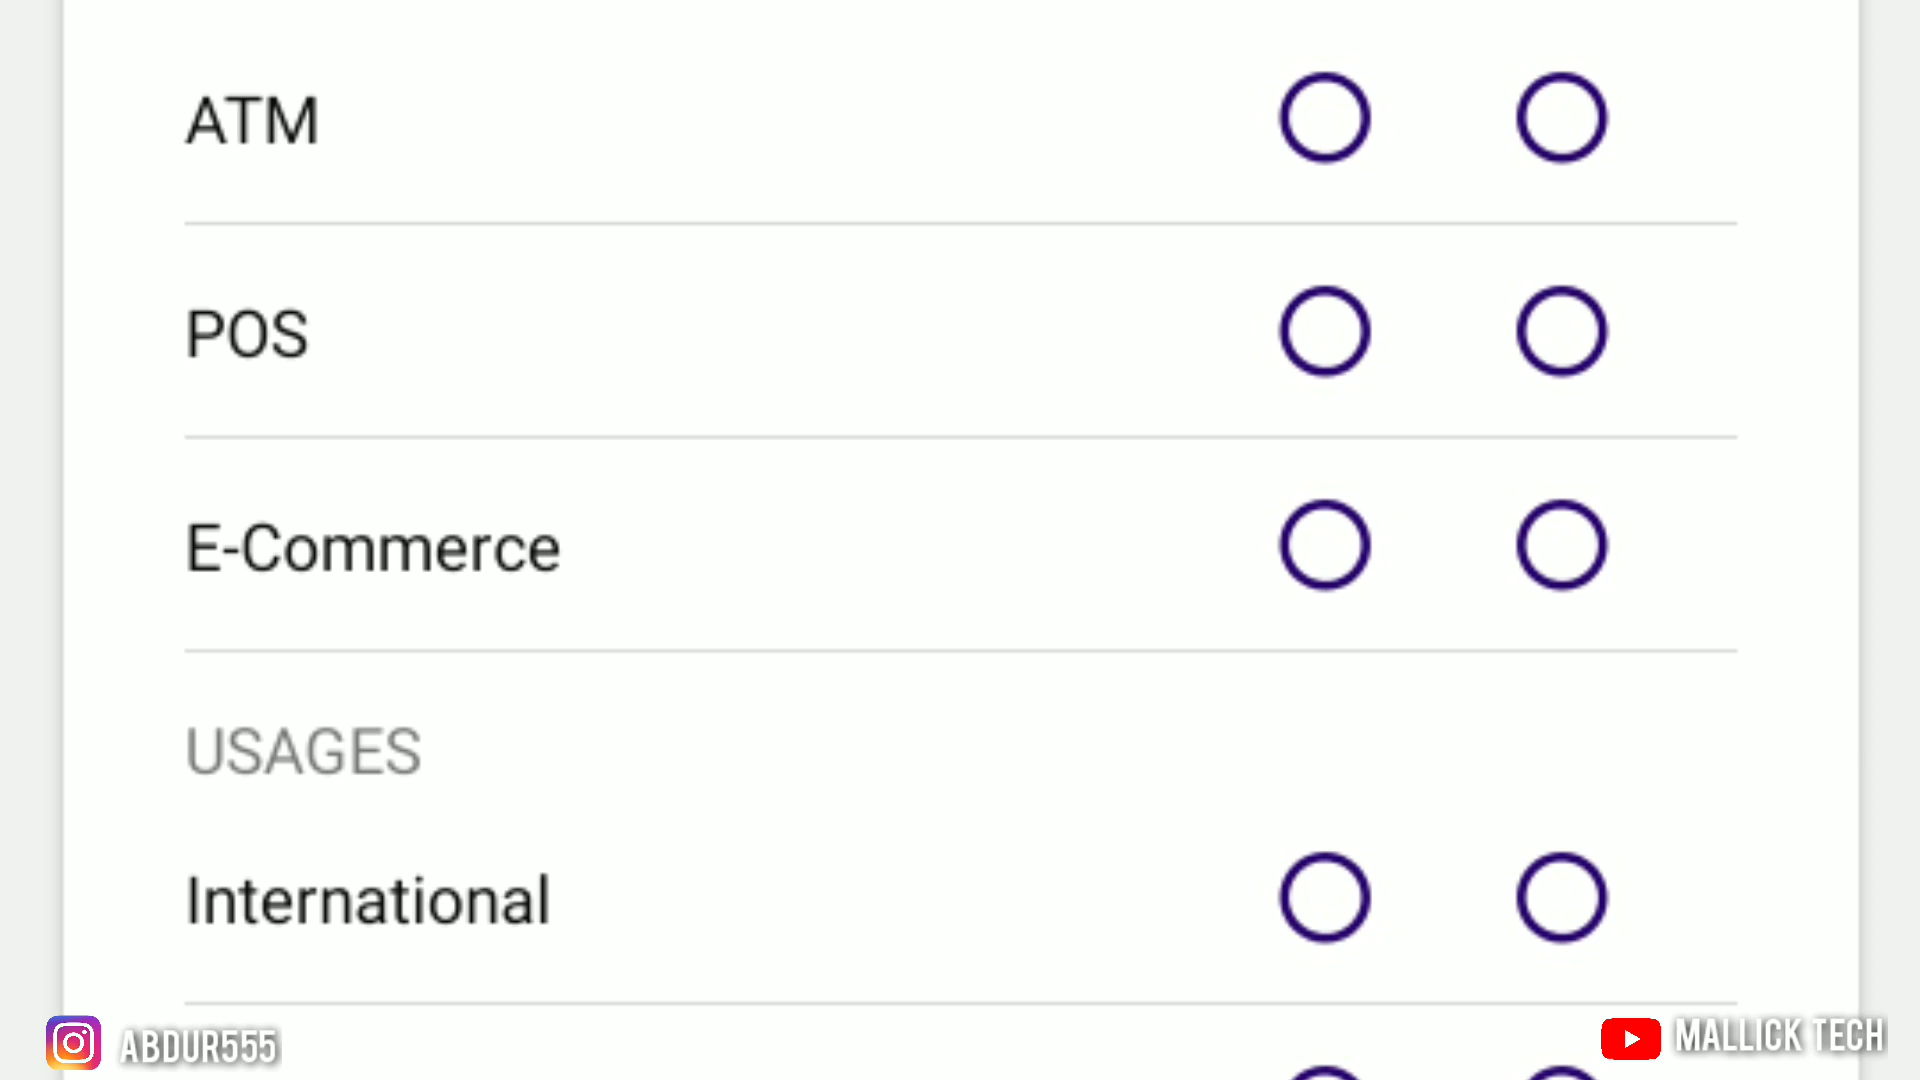 ATM
POS
E-Commerce
USAGES
International
ABDUR555
MALLICK TECH